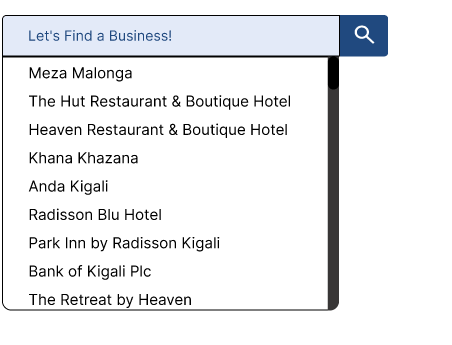 Let's Find a Business!
Meza Malonga
The Hut Restaurant & Boutique Hotel
Heaven Restaurant & Boutique Hotel
Khana Khazana
Anda Kigali
Radisson Blu Hotel
Park Inn by Radisson Kigali
Bank of Kigali Plc
The Retreat by Heaven